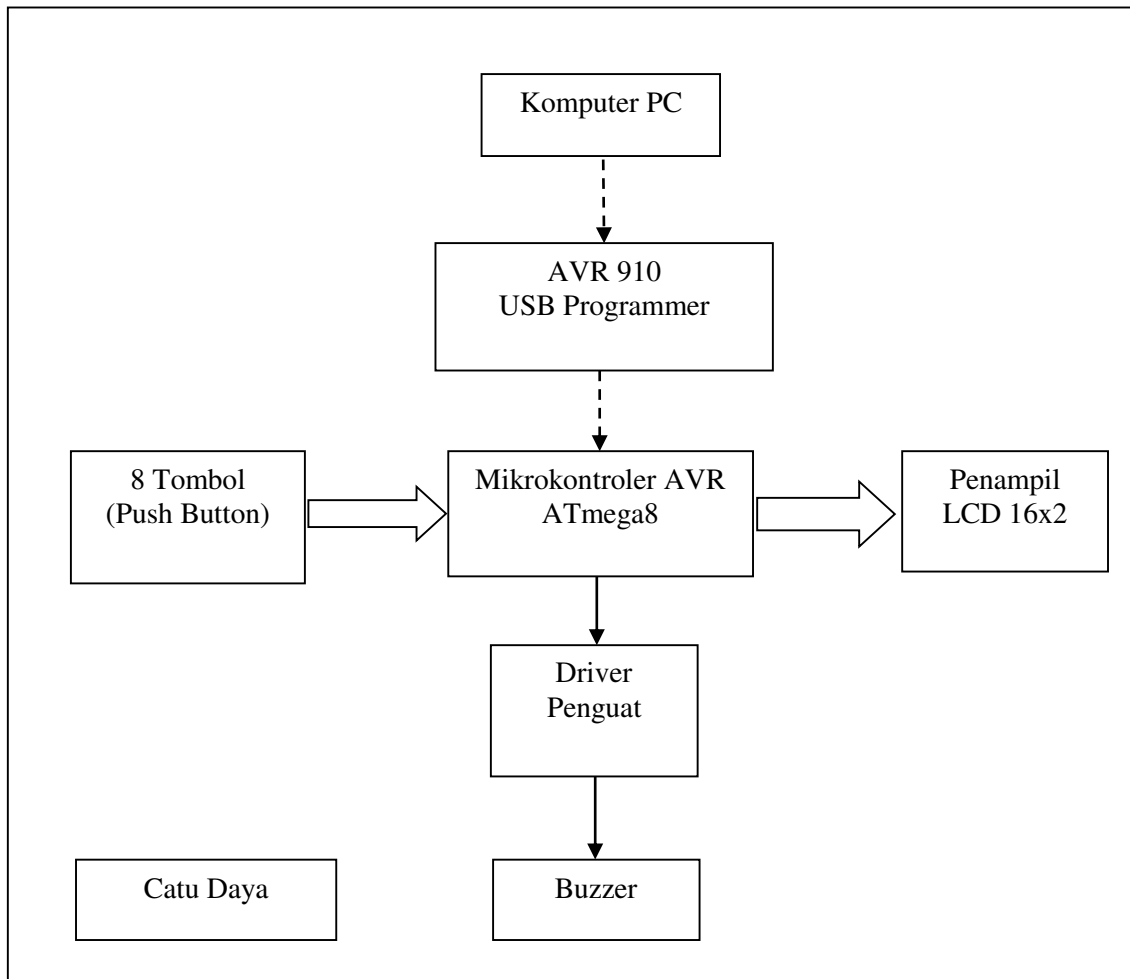 Komputer PC
AVR 910
USB Programmer
8 Tombol
(Push Button)
Mikrokontroler AVR
ATmega8
Penampil
LCD 16x2
Driver
Penguat
Catu Daya
Buzzer